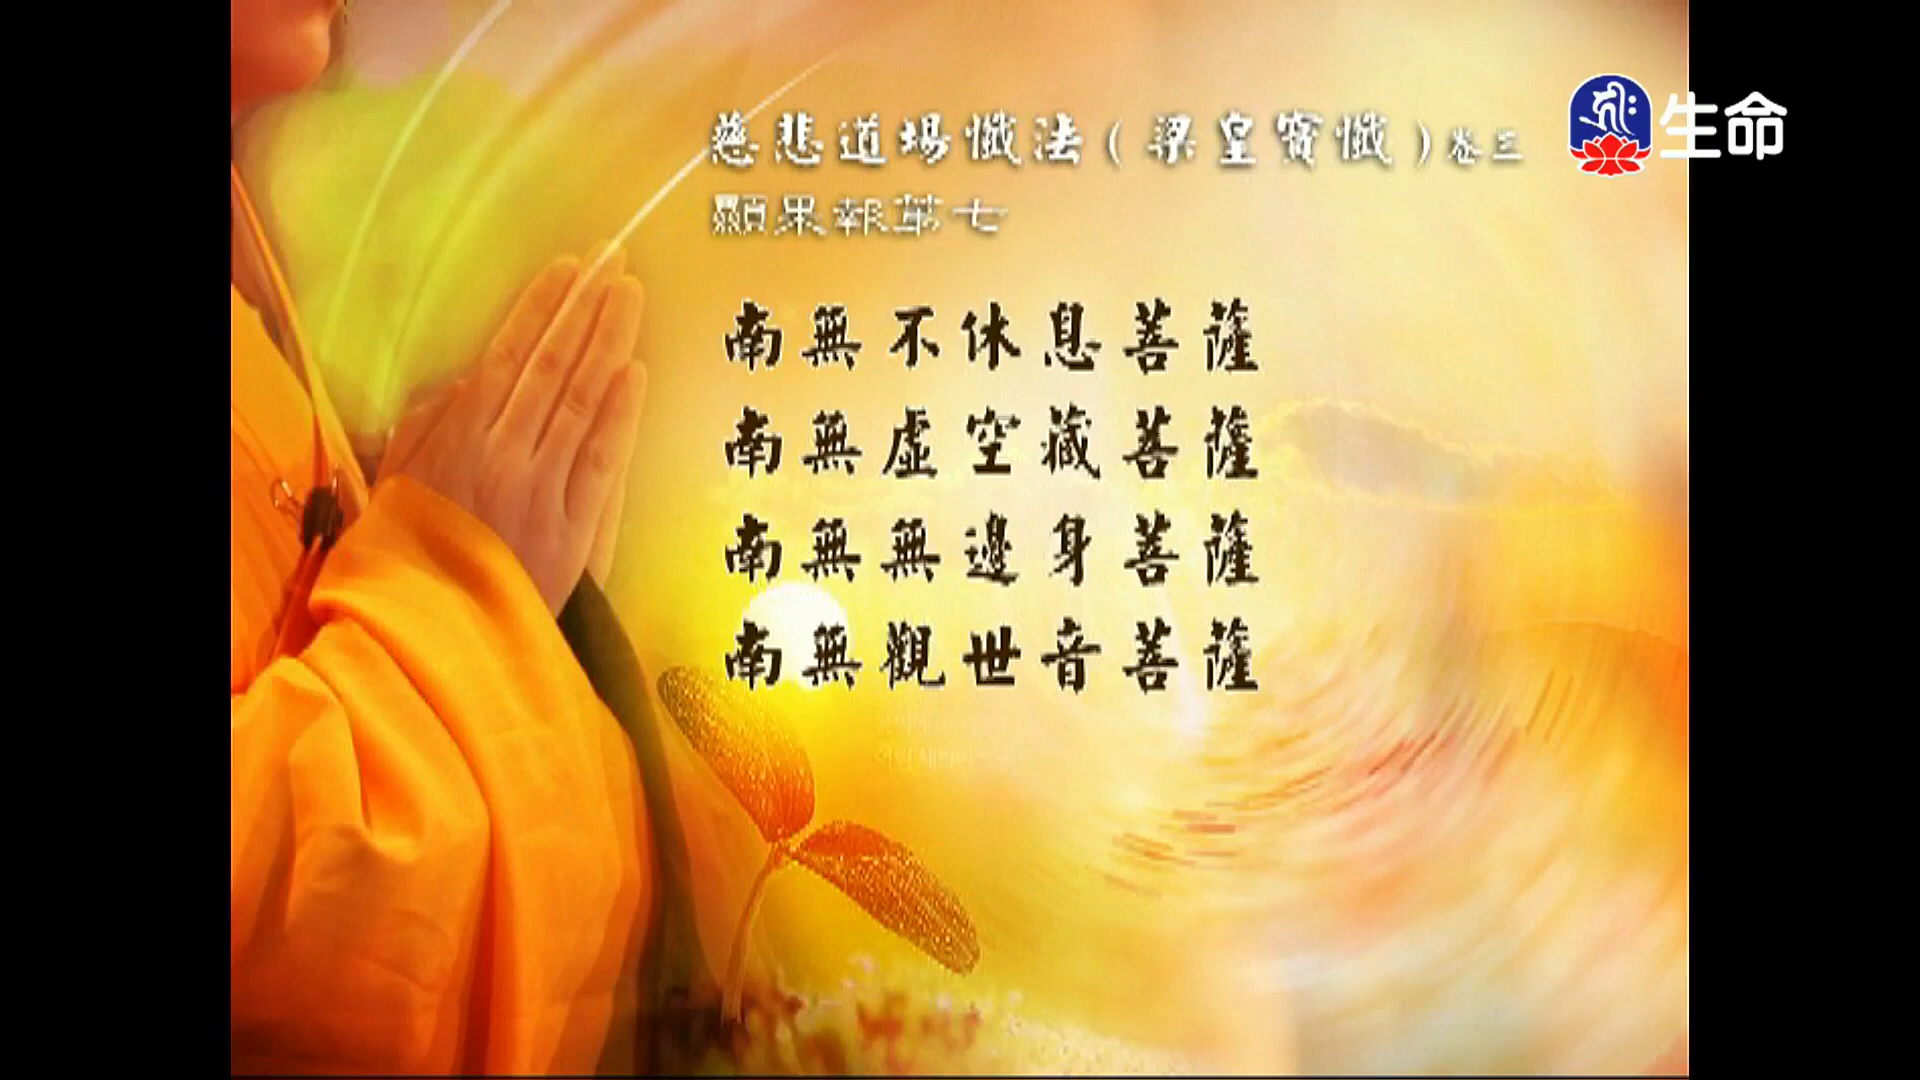 慈悲道場懺法(梁皇寶懺)卷三
生命
顯果報第七
南無不休息菩薩
南無虛空藏菩薩
南無無邊身菩薩
南無觀世音菩薩